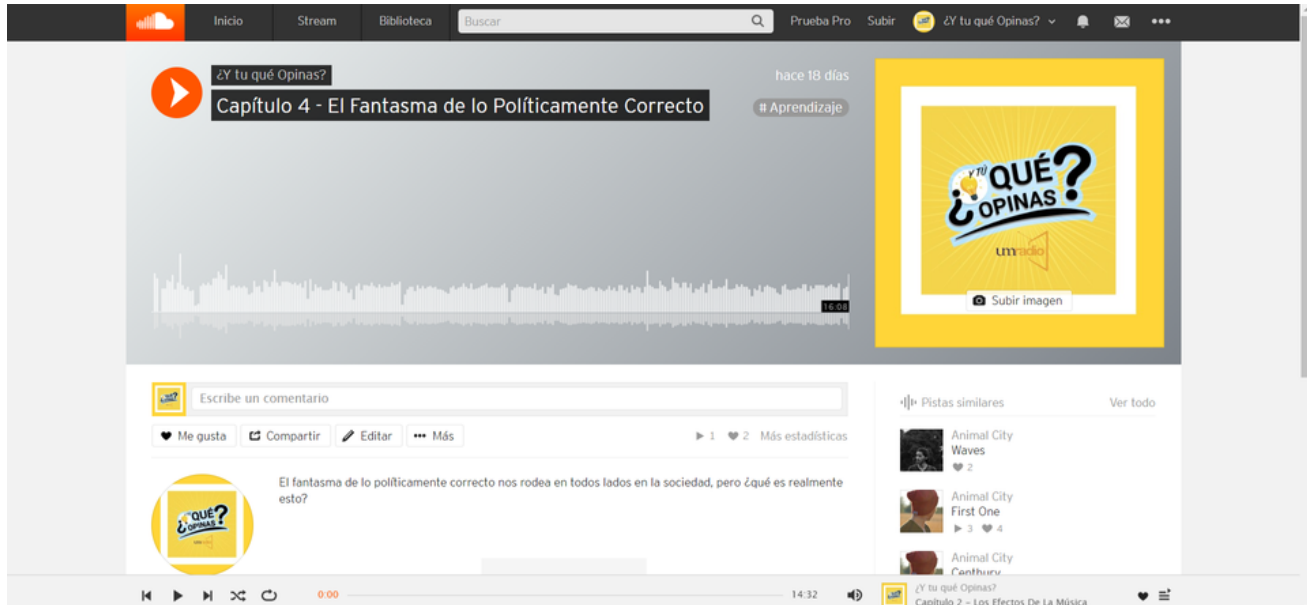 Inicio Stream Biblioteca Buscar Prueba Pro Subir ¿Y tu qué Opinas?
¿Y tu qué Opinas? hace 18 días
Capítulo 4 - El Fantasma de lo Políticamente Correcto # Aprendizaje
Y TÚ
¿QUÉ?
OPINAS
umradio
Subir imagen
16:08
Escribe un comentario
Me gusta Compartir Editar Más 1 2 Más estadísticas
El fantasma de lo políticamente correcto nos rodea en todos lados en la sociedad, pero ¿qué es realmente
esto?
¿QUÉ?
OPINAS
Pistas similares Ver todo
Animal City
Waves
2
Animal City
First One
3 4
Animal City
Centhury
0:00 14:32
¿Y tu qué Opinas?
Capítulo 2 - Los Efectos De La Música